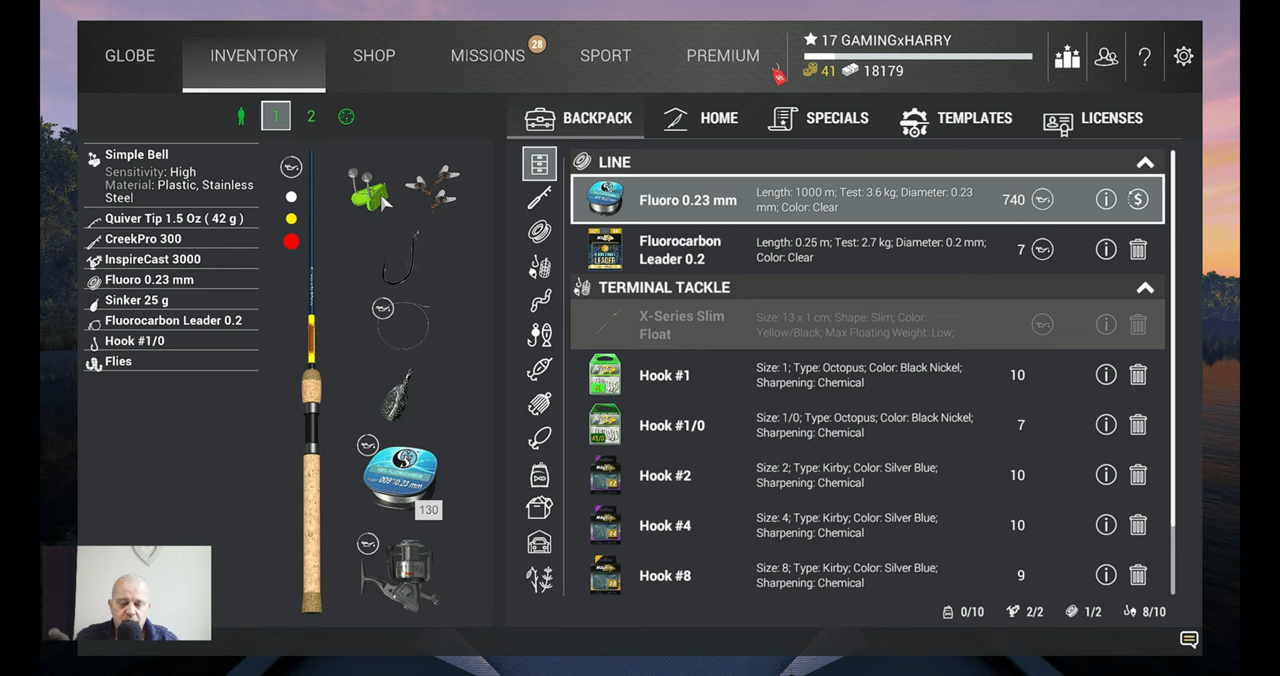 GLOBE
INVENTORY
SHOP
MISSIONS 28
SPORT
PREMIUM
17 GAMINGxHARRY
41 18179
1
2
BACKPACK
HOME
SPECIALS
TEMPLATES
LICENSES
Simple Bell
Sensitivity: High
Material: Plastic, Stainless
Steel
Quiver Tip 1.5 Oz ( 42 g )
CreekPro 300
InspireCast 3000
Fluoro 0.23 mm
Sinker 25 g
Fluorocarbon Leader 0.2
Hook #1/0
Flies
130
LINE
Fluoro 0.23 mm
Length: 1000 m; Test: 3.6 kg; Diameter: 0.23
mm; Color: Clear
740
Fluorocarbon
Leader 0.2
Length: 0.25 m; Test: 2.7 kg; Diameter: 0.2 mm;
Color: Clear
7
TERMINAL TACKLE
X-Series Slim
Float
Size: 13 x 1 cm; Shape: Slim; Color:
Yellow/Black; Max Floating Weight: Low;
Hook #1
Size: 1; Type: Octopus; Color: Black Nickel;
Sharpening: Chemical
10
Hook #1/0
Size: 1/0; Type: Octopus; Color: Black Nickel;
Sharpening: Chemical
7
Hook #2
Size: 2; Type: Kirby; Color: Silver Blue;
Sharpening: Chemical
10
Hook #4
Size: 4; Type: Kirby; Color: Silver Blue;
Sharpening: Chemical
10
Hook #8
Size: 8; Type: Kirby; Color: Silver Blue;
Sharpening: Chemical
9
0/10 2/2 1/2 8/10